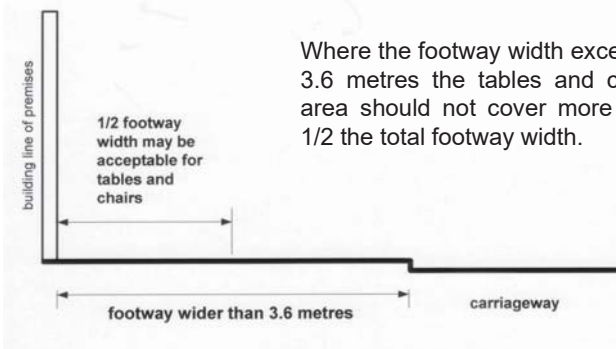 building line of premises
Where the footway width
3.6 metres the tables and
area should not cover more
1/2 the total footway width.
1/2 footway
width may be
acceptable for
tables and
chairs
footway wider than 3.6 metres
carriageway